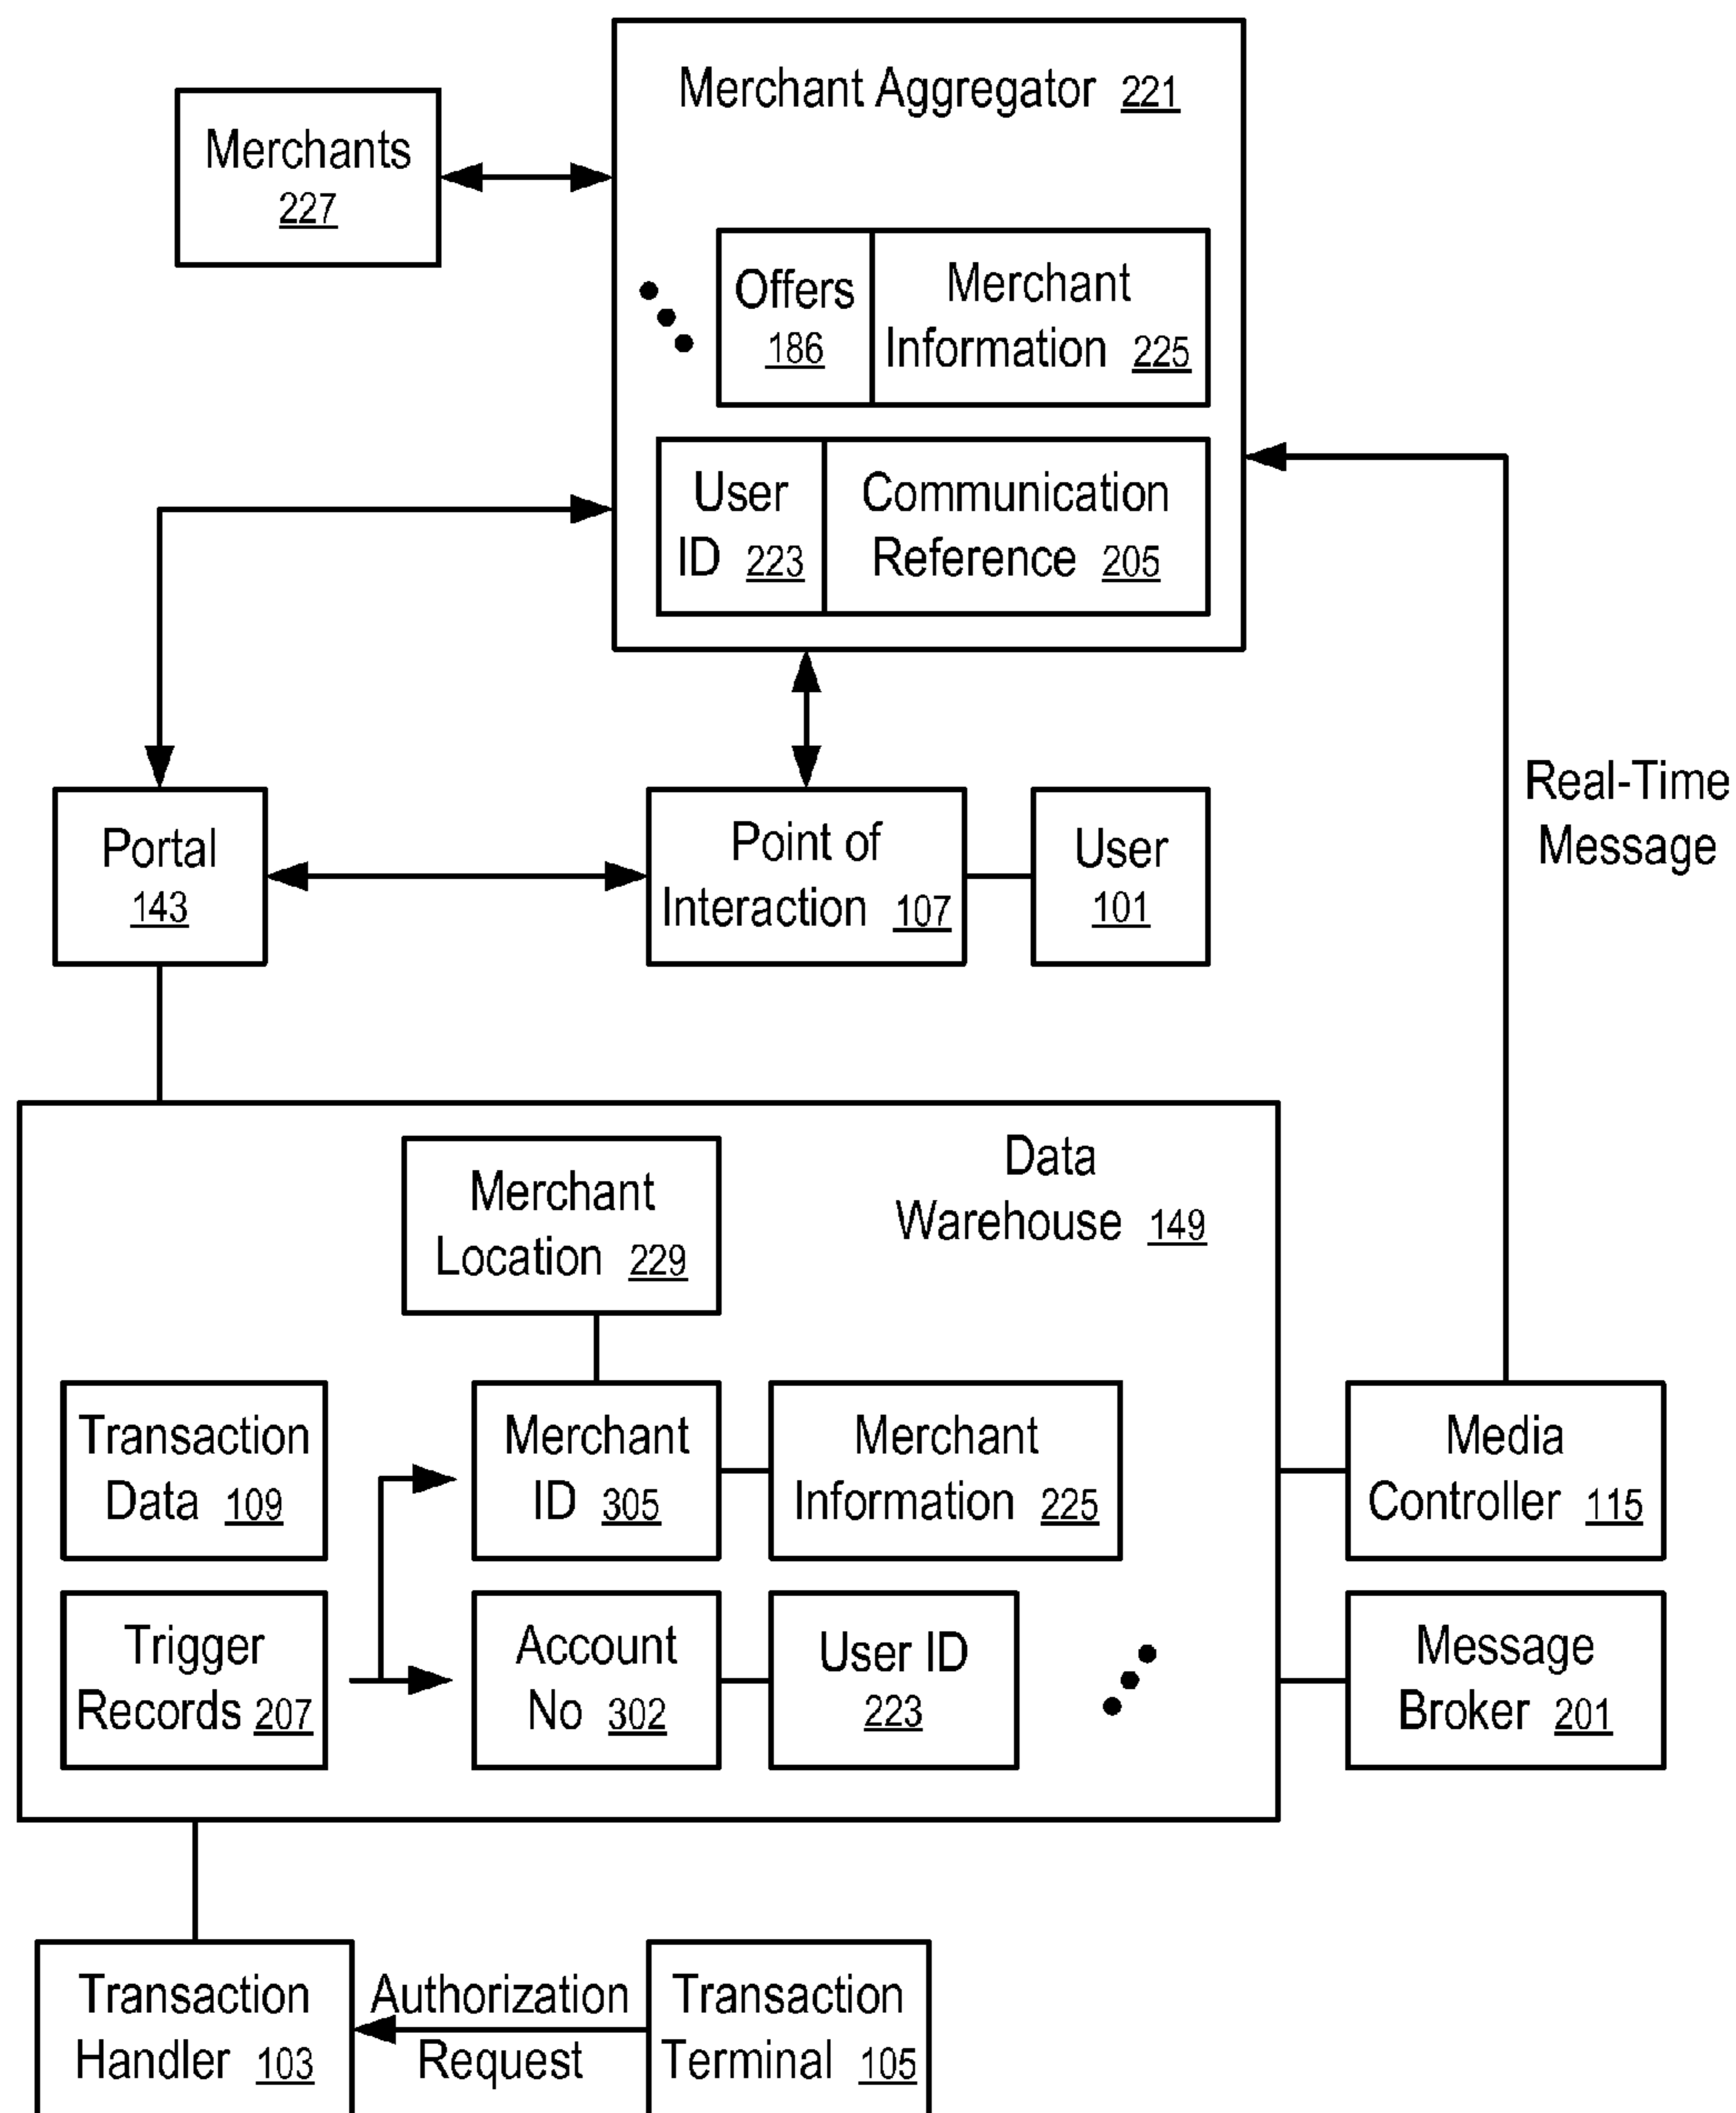 Merchant Aggregator 221
Merchants
227
Offers
186
Merchant
Information 225
User
ID 223
Communication
Reference 205
Real-Time
Message
Portal
143
Point of
Interaction 107
User
101
Data
Warehouse 149
Merchant
Location 229
Transaction
Data 109
Merchant
ID 305
Merchant
Information 225
Media
Controller 115
Trigger
Records 207
Account
No 302
User ID
223
Message
Broker 201
Transaction
Handler 103
Authorization
Request
Transaction
Terminal 105